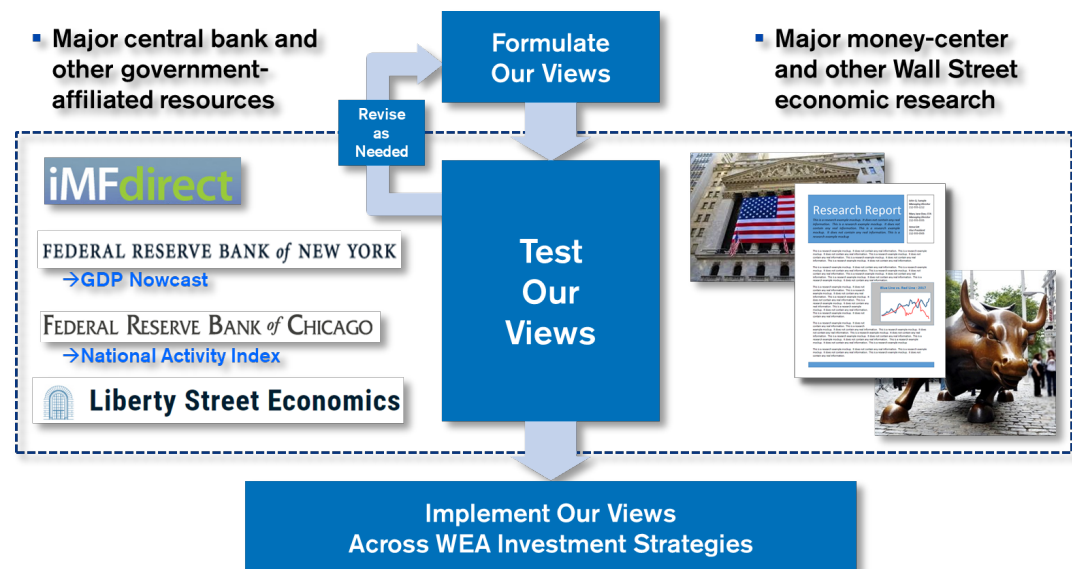 ▪ Major central bank and
other government-
affiliated resources
Formulate
Our Views
▪ Major money-center
and other Wall Street
economic research
Revise
as
Needed
iMFdirect
FEDERAL RESERVE BANK of NEW YORK
→GDP Nowcast
FEDERAL RESERVE BANK of CHICAGO
→National Activity Index
Liberty Street Economics
Test
Our
Views
Research Report
Implement Our Views
Across WEA Investment Strategies